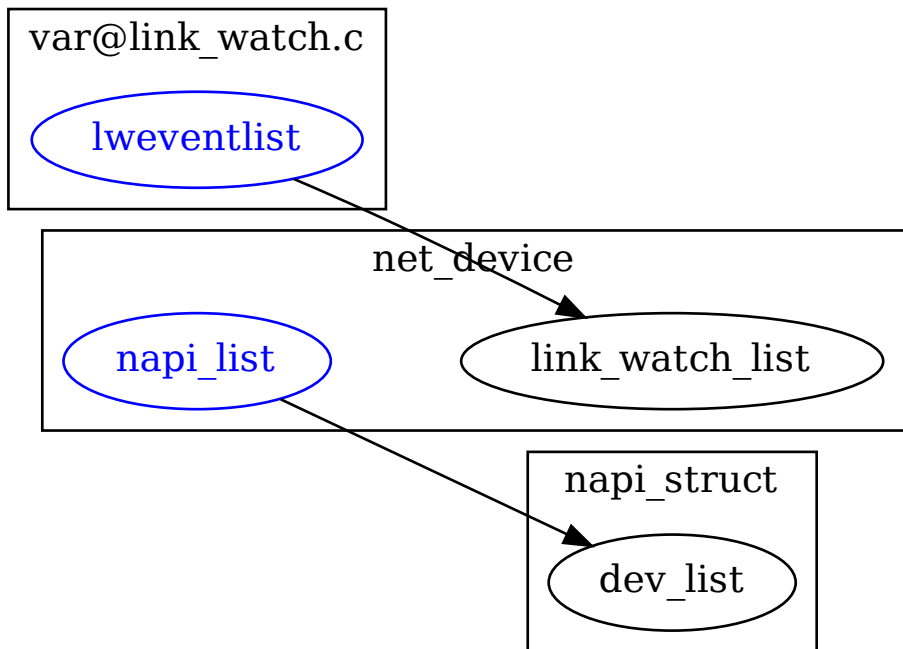 var@link_watch.c
lweventlist
net_device
napi_list
link_watch_list
napi_struct
dev_list